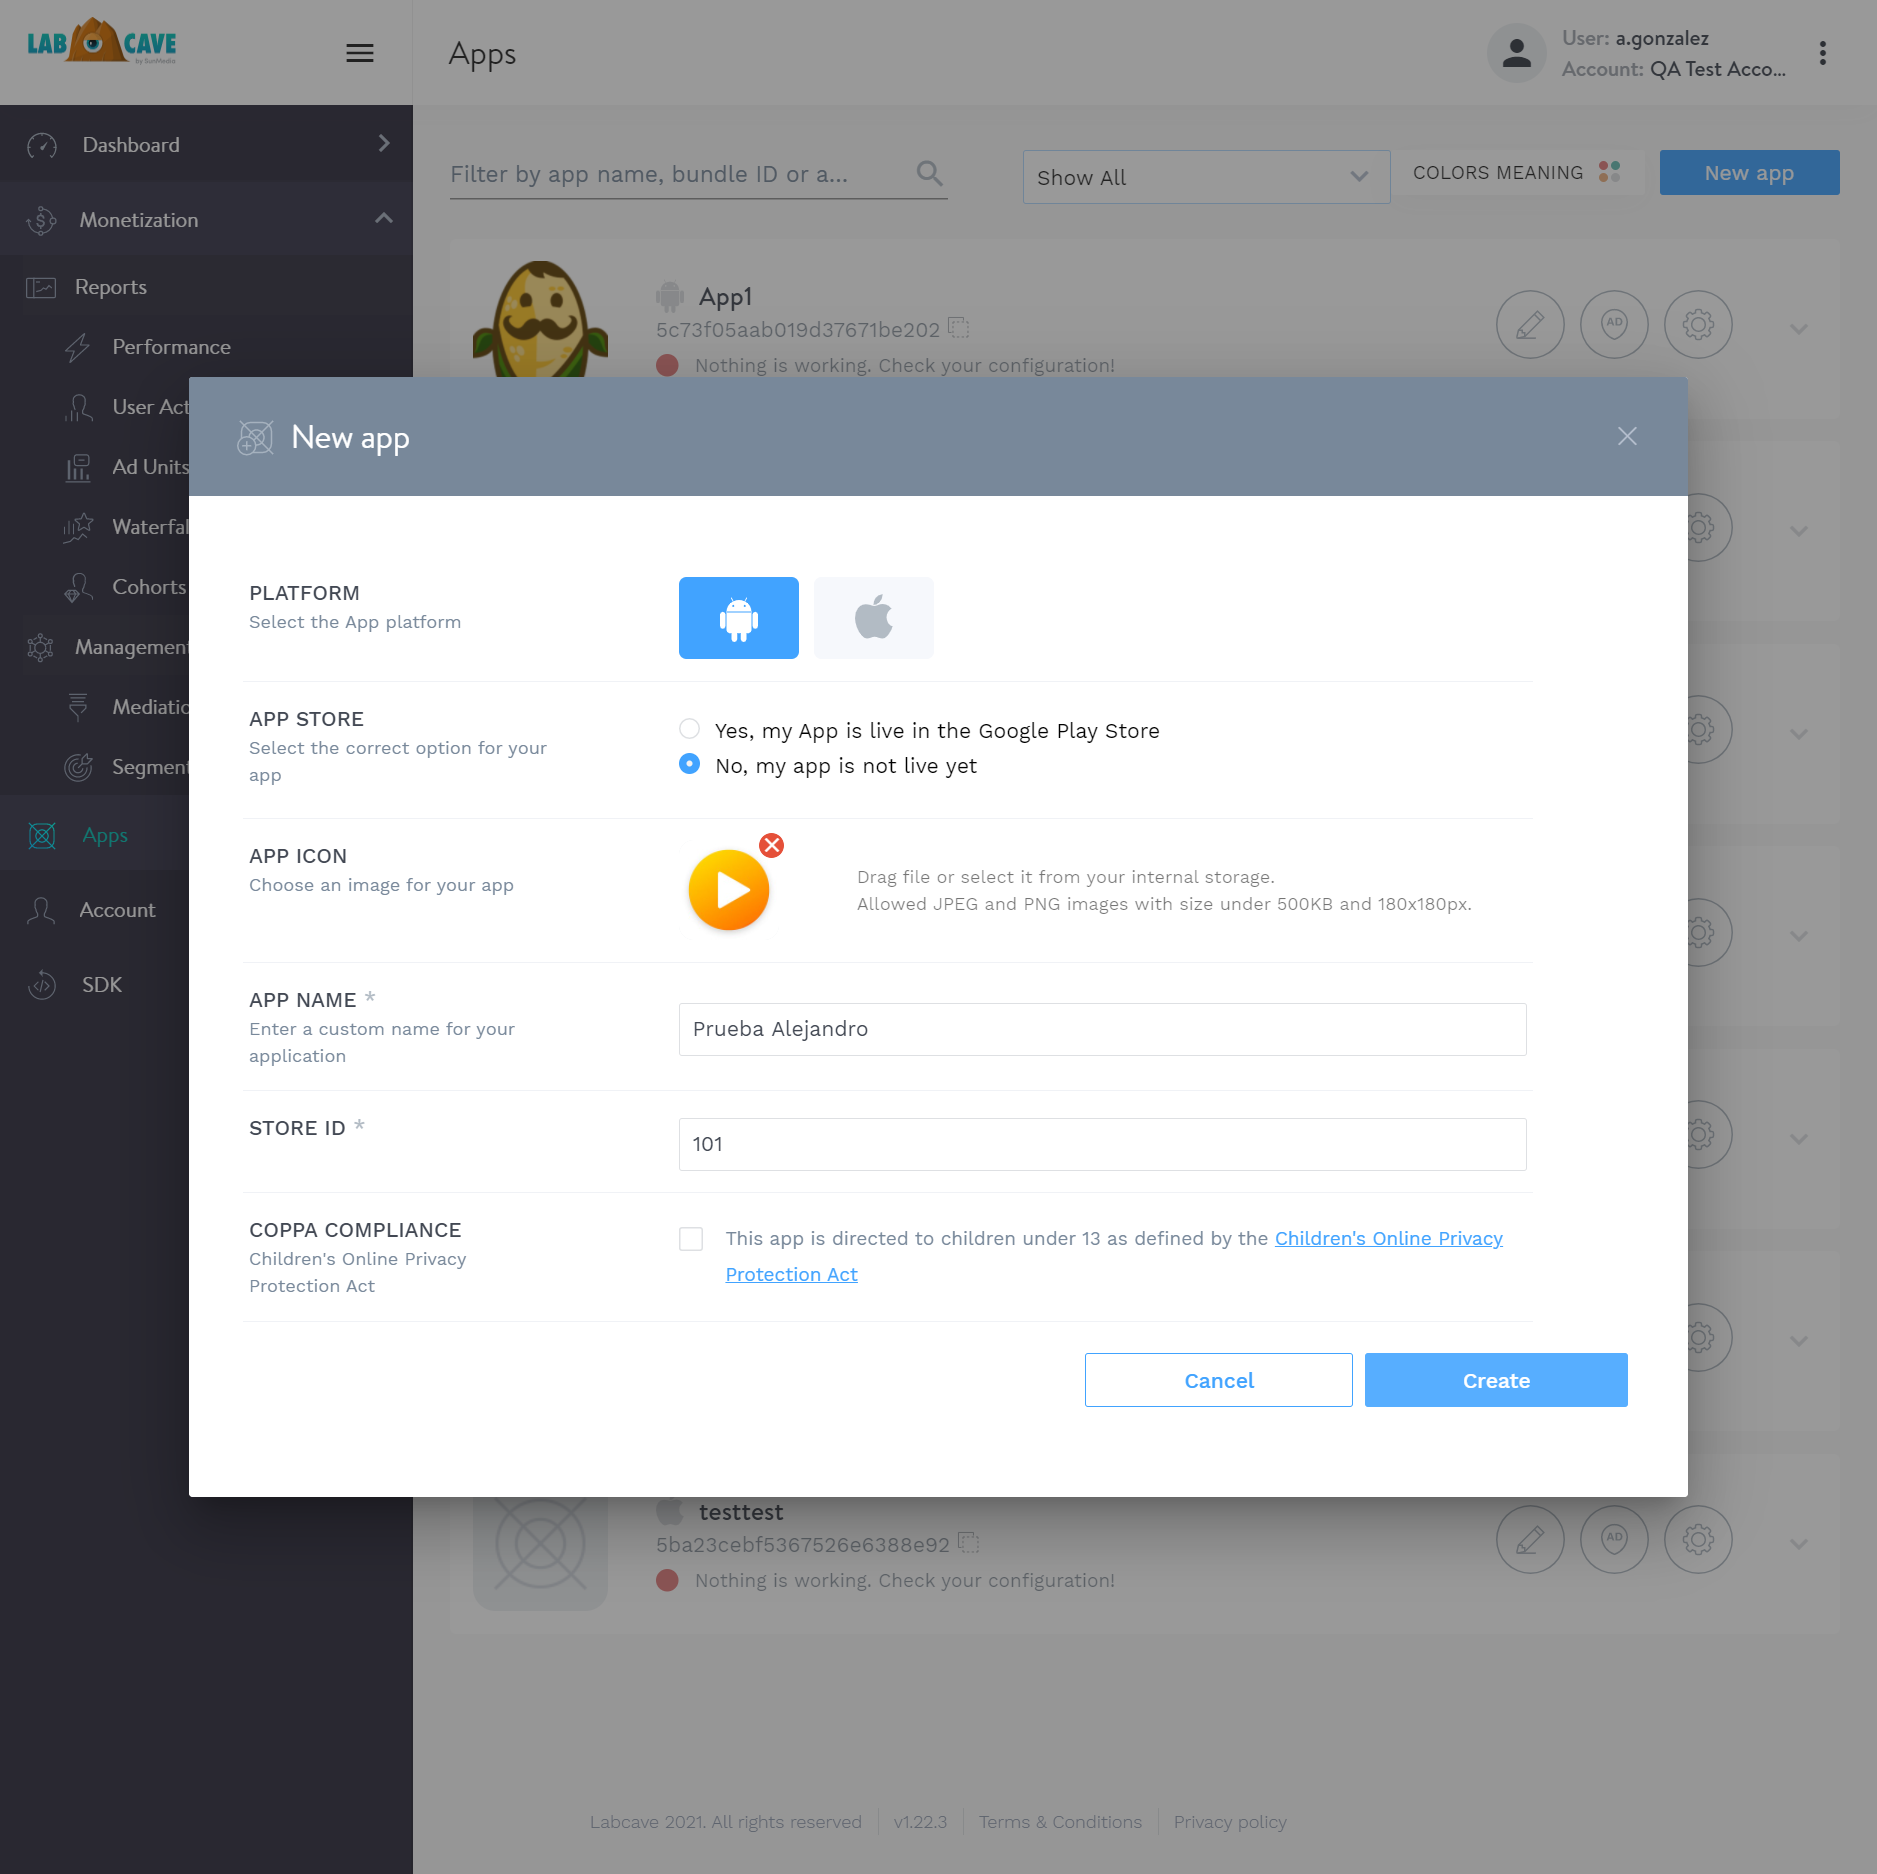 LAB CAVE
by SunMedia
Apps
User: a.gonzalez
Account: QA Test Acco...
Dashboard
Monetization
Reports
Performance
User Act
Ad Units
Waterfal
Cohorts
Management
Mediatio
Segment
Apps
Account
SDK
Filter by app name, bundle ID or a...
Show All
COLORS MEANING
New app
App1
5c73f05aab019d37671be202
Nothing is working. Check your configuration!
AD
New app
PLATFORM
Select the App platform
APP STORE
Select the correct option for your
app
Yes, my App is live in the Google Play Store
No, my app is not live yet
APP ICON
Choose an image for your app
Drag file or select it from your internal storage.
Allowed JPEG and PNG images with size under 500KB and 180x180px.
APP NAME *
Enter a custom name for your
application
Prueba Alejandro
STORE ID *
101
COPPA COMPLIANCE
Children's Online Privacy
Protection Act
This app is directed to children under 13 as defined by the Children's Online Privacy
Protection Act
Cancel
Create
testtest
5ba23cebf5367526e6388e92
Nothing is working. Check your configuration!
AD
Labcave 2021. All rights reserved
v1.22.3
Terms & Conditions
Privacy policy